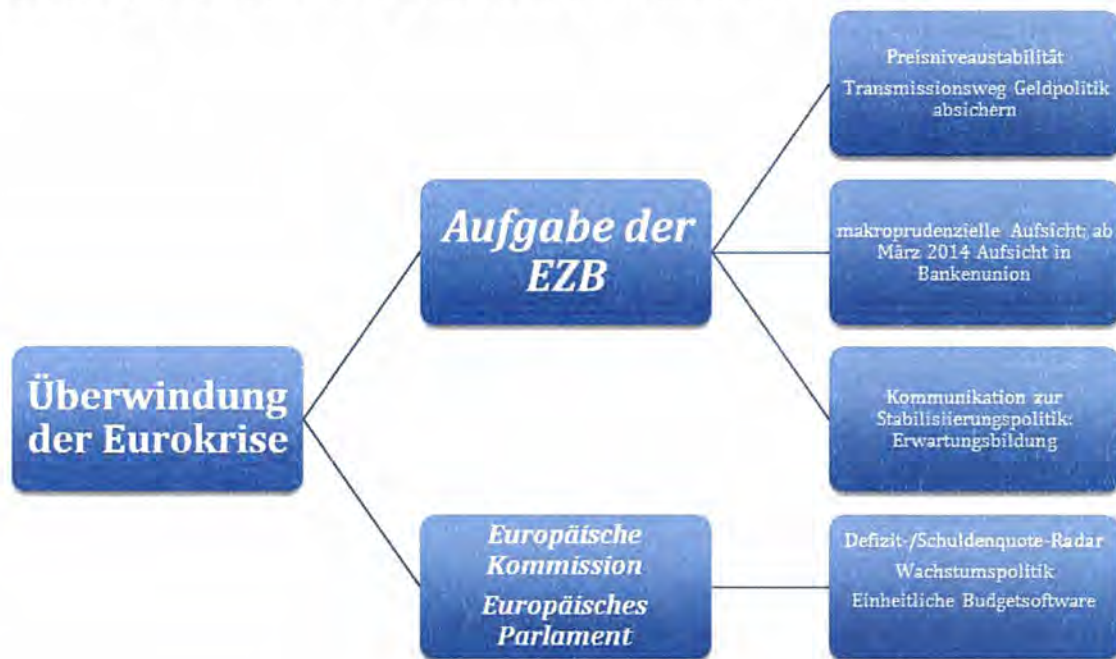 Überwindung
der Eurokrise
Aufgabe der
EZB
Preisniveaustabilität
Transmissionsweg Geldpolitik
absichern
makroprudenzielle Aufsicht; ab
März 2014 Aufsicht in
Bankenunion
Kommunikation zur
Stabilisiierungspolitik:
Erwartungsbildung
Europäische
Kommission
Europäisches
Parlament
Defizit-/Schuldenquote-Radar
Wachstumspolitik
Einheitliche Budgetsoftware